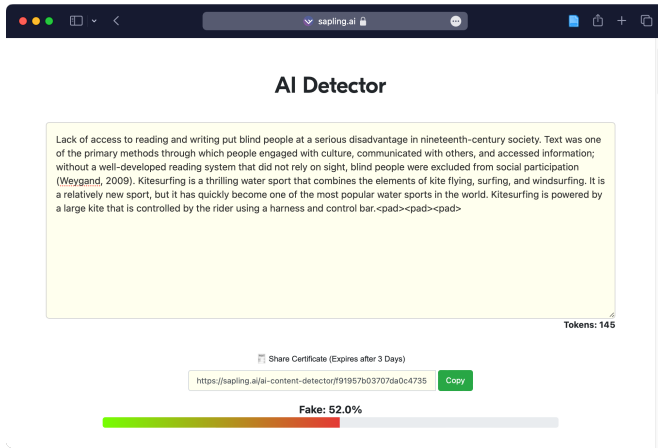 sapling.ai
AI Detector
Lack of access to reading and writing put blind people at a serious disadvantage in nineteenth-century society. Text was one
of the primary methods through which people engaged with culture, communicated with others, and accessed information;
without a well-developed reading system that did not rely on sight, blind people were excluded from social participation
(Weygand, 2009). Kitesurfing is a thrilling water sport that combines the elements of kite flying, surfing, and windsurfing. It is
a relatively new sport, but it has quickly become one of the most popular water sports in the world. Kitesurfing is powered by
a large kite that is controlled by the rider using a harness and control bar.<pad><pad><pad>
Tokens: 145
Share Certificate (Expires after 3 Days)
https://sapling.ai/ai-content-detector/f91957b03707da0c4735
Copy
Fake: 52.0%